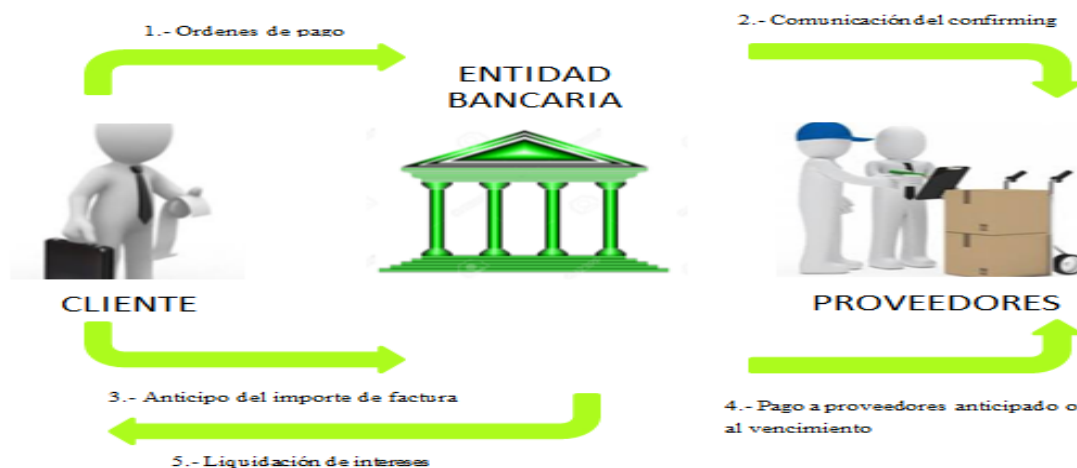 1.- Ordenes de pago
2.- Comunicación del confirming
ENTIDAD
BANCARIA
CLIENTE
PROVEEDORES
3.- Anticipo del importe de factura
4.- Pago a proveedores anticipado o
al vencimiento
5.- Liquidación de intereses